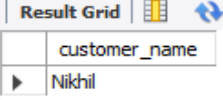 Result Grid
customer_name
Nikhil